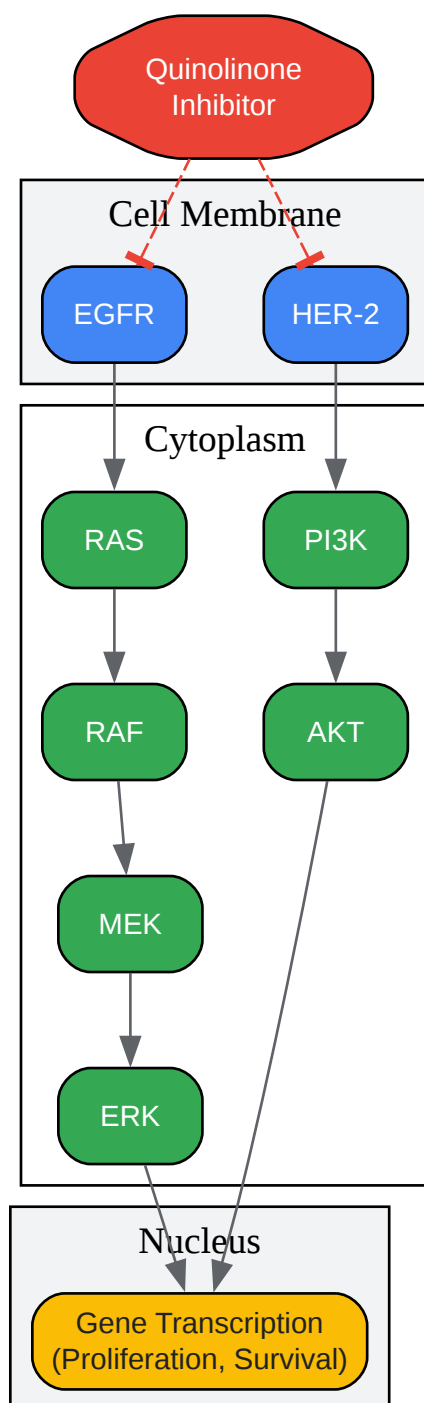 Quinolinone
Inhibitor
Cell Membrane
EGFR
HER-2
Cytoplasm
RAS
PI3K
RAF
AKT
MEK
ERK
Nucleus
Gene Transcription
(Proliferation, Survival)